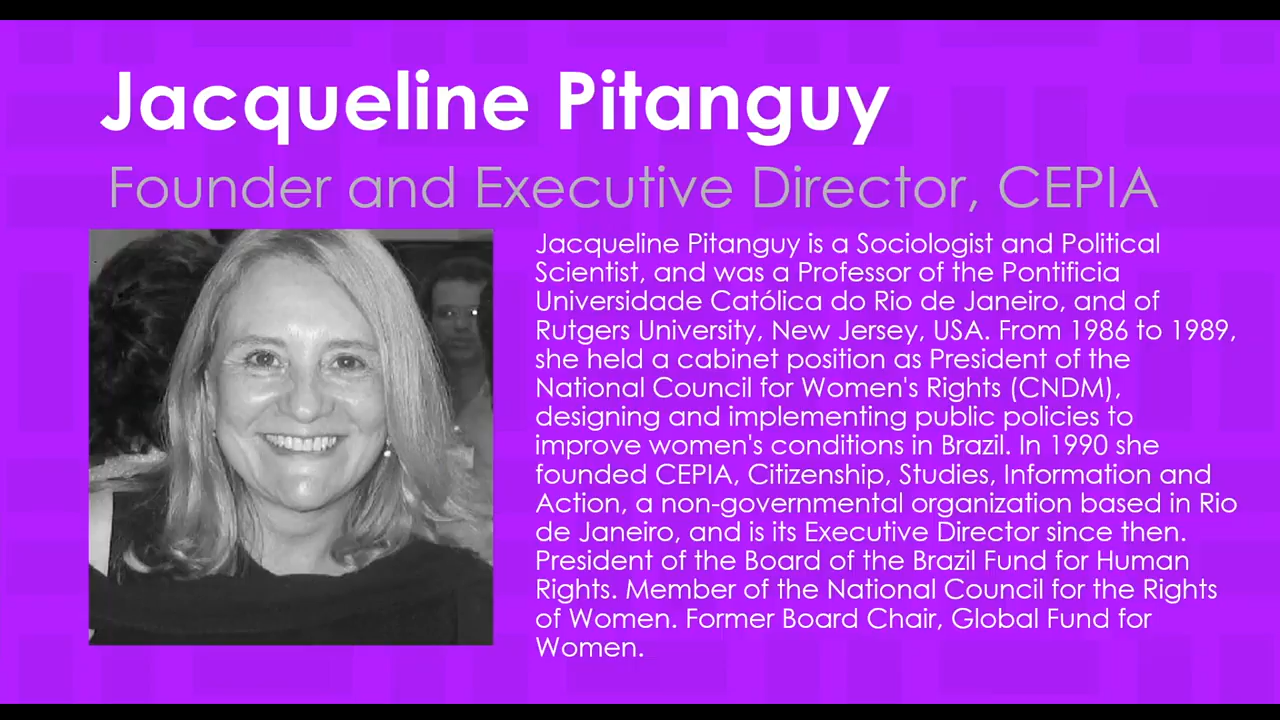 Jacqueline Pitanguy
Founder and Executive Director, CEPIA
Jacqueline Pitanguy is a Sociologist and Political
Scientist, and was a Professor of the Pontificia
Universidade Católica do Rio de Janeiro, and of
Rutgers University, New Jersey, USA. From 1986 to 1989,
she held a cabinet position as President of the
National Council for Women's Rights (CNDM),
designing and implementing public policies to
improve women's conditions in Brazil. In 1990 she
founded CEPIA, Citizenship, Studies, Information and
Action, a non-governmental organization based in Rio
de Janeiro, and is its Executive Director since then.
President of the Board of the Brazil Fund for Human
Rights. Member of the National Council for the Rights
of Women. Former Board Chair, Global Fund for
Women.